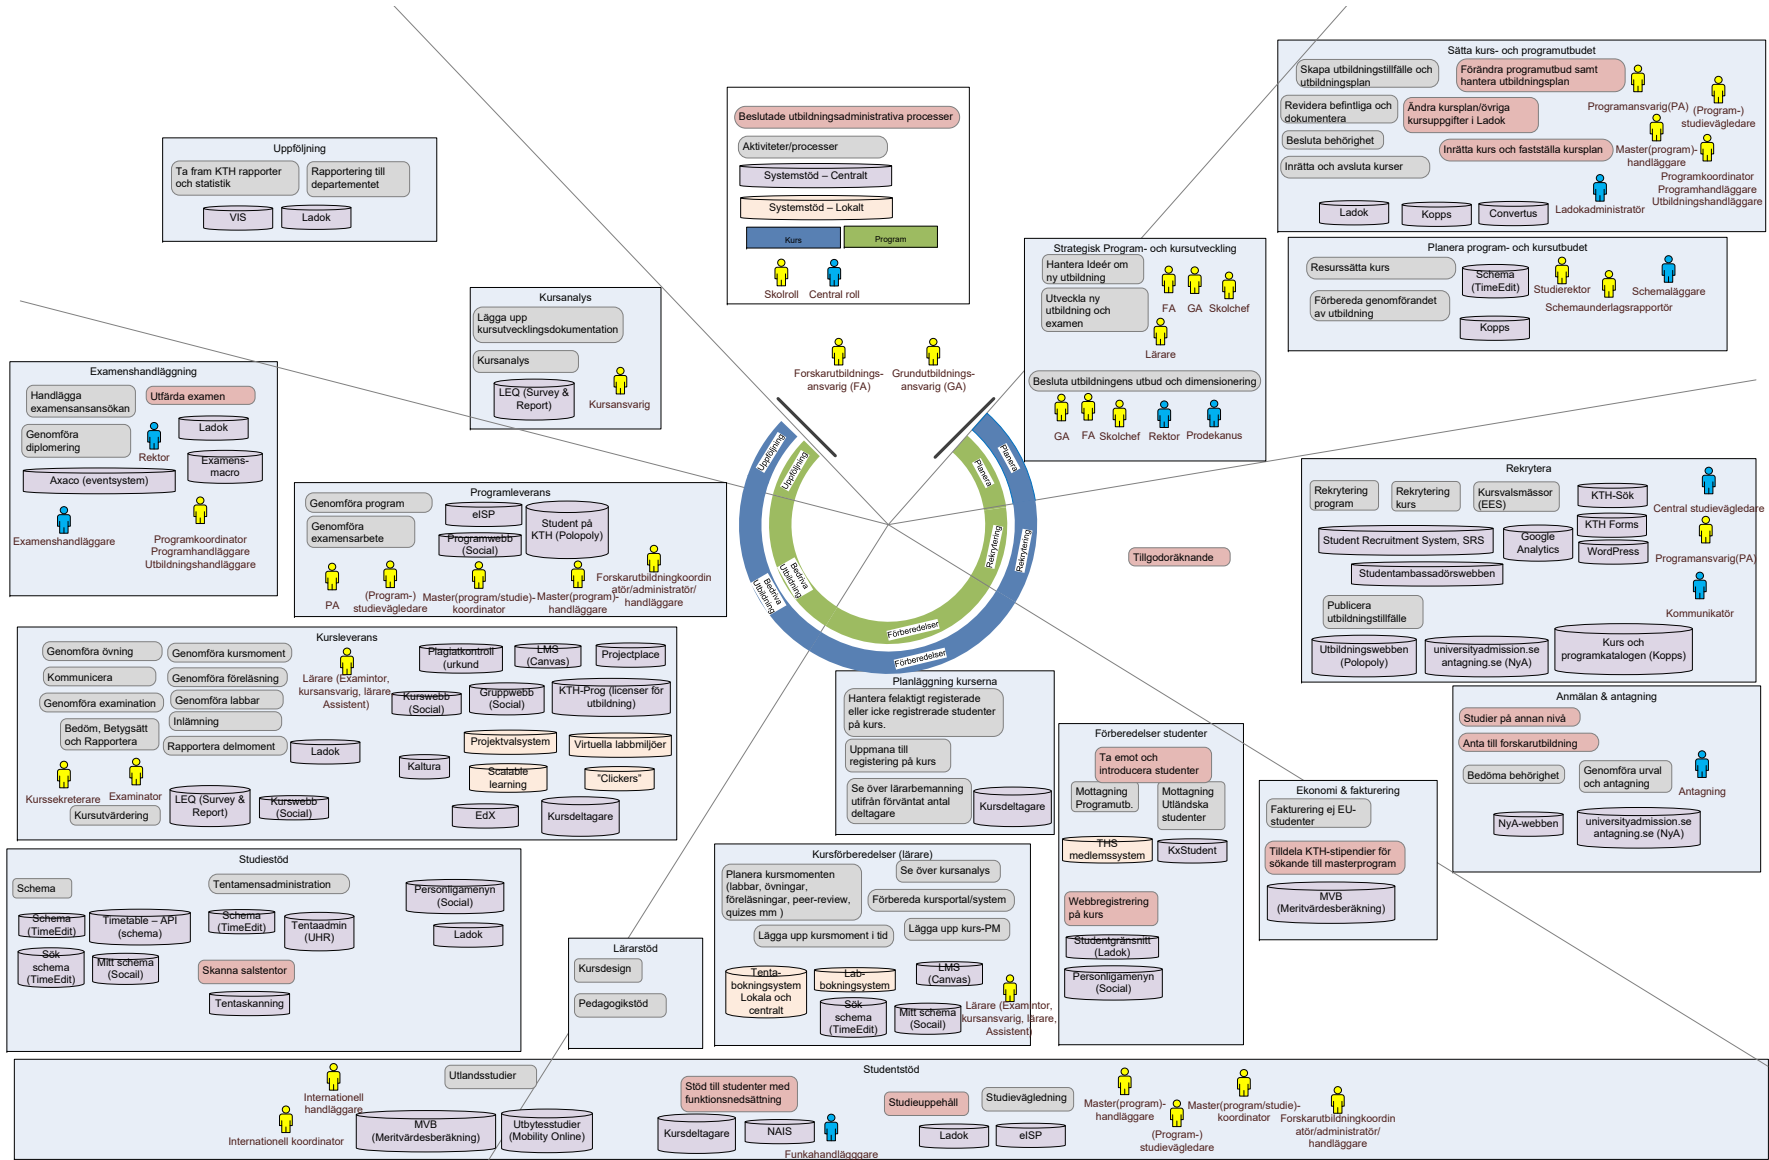 Uppföljning
Ta fram KTH rapporter
och statistik
Rapportering till
departementet
VIS
Ladok
Beslutade utbildningsadministrativa processer
Aktiviteter/processer
Systemstöd – Centralt
Systemstöd – Lokalt
Kurs
Program
Skolroll
Central roll
Sätta kurs- och programutbudet
Skapa utbildningstillfälle och
utbildningsplan
Förändra programutbud samt
hantera utbildningsplan
Revidera befintliga och
dokumentera
Ändra kursplan/övriga
kursuppgifter i Ladok
Besluta behörighet
Inrätta kurs och fastställa kursplan
Inrätta och avsluta kurser
Programansvarig(PA)
(Program-)
studievägledare
Master(program)-
handläggare
Programkoordinator
Programhandläggare
Utbildningshandläggare
Ladokadministratör
Ladok
Kopps
Convertus
Strategisk Program- och kursutveckling
Hantera Ideér om
ny utbildning
Utveckla ny
utbildning och
examen
FA
GA
Skolchef
Lärare
Besluta utbildningens utbud och dimensionering
GA
FA
Skolchef
Rektor
Prodekanus
Planera program- och kursutbudet
Resurssätta kurs
Förbereda genomförandet
av utbildning
Schema
(TimeEdit)
Kopps
Studierektor
Schemaunderlagsrapportör
Schemaläggare
Kursanalys
Lägga upp
kursutvecklingsdokumentation
Kursanalys
LEQ (Survey &
Report)
Kursansvarig
Forskarutbildnings-
ansvarig (FA)
Grundutbildnings-
ansvarig (GA)
Examenshandläggning
Handlägga
examensansansökan
Utfärda examen
Genomföra
diplomering
Rektor
Ladok
Examens-
macro
Axaco (eventsystem)
Examenshandläggare
Programkoordinator
Programhandläggare
Utbildningshandläggare
Programleverans
Genomföra program
Genomföra
examensarbete
eISP
Programwebb
(Social)
Student på
KTH (Polopoly)
PA
(Program-)
studievägledare
Master(program/studie)-
koordinator
Master(program)-
handläggare
Forskarutbildningkoordin
atör/administratör/
handläggare
Uppföljning
Uppföljning
Planera
Planera
Rekrytering
Rekrytering
Bedriva
Utbildning
Bedriva
Utbildning
Förberedelser
Förberedelser
Tillgodoräknande
Rekrytera
Rekrytering
program
Rekrytering
kurs
Kursvalsmässor
(EES)
KTH-Sök
Central studievägledare
Student Recruitment System, SRS
Google
Analytics
KTH Forms
WordPress
Programansvarig(PA)
Studentambassadörswebben
Kommunikatör
Publicera
utbildningstillfälle
Utbildningswebben
(Polopoly)
universityadmission.se
antagning.se (NyA)
Kurs och
programkatalogen (Kopps)
Kursleverans
Genomföra övning
Genomföra kursmoment
Kommunicera
Genomföra föreläsning
Genomföra examination
Genomföra labbar
Bedöm, Betygsätt
och Rapportera
Inlämning
Rapportera delmoment
Lärare (Examintor,
kursansvarig, lärare,
Assistent)
Plagiatkontroll
(urkund
LMS
(Canvas)
Projectplace
Kurswebb
(Social)
Gruppwebb
(Social)
KTH-Prog (licenser för
utbildning)
Ladok
Kaltura
Projektvalsystem
Virtuella labbmiljöer
Scalable
learning
"Clickers"
Kurssekreterare
Examinator
Kursutvärdering
LEQ (Survey &
Report)
Kurswebb
(Social)
EdX
Kursdeltagare
Planläggning kurserna
Hantera felaktigt registerade
eller icke registrerade studenter
på kurs.
Uppmana till
registering på kurs
Se över lärarbemanning
utifrån förväntat antal
deltagare
Kursdeltagare
Förberedelser studenter
Ta emot och
introducera studenter
Mottagning
Programutb.
Mottagning
Utländska
studenter
THS
medlemssystem
KxStudent
Webbregistrering
på kurs
Studentgränsnitt
(Ladok)
Personligamenyn
(Social)
Anmälan & antagning
Studier på annan nivå
Anta till forskarutbildning
Bedöma behörighet
Genomföra urval
och antagning
Antagning
NyA-webben
universityadmission.se
antagning.se (NyA)
Ekonomi & fakturering
Fakturering ej EU-
studenter
Tilldela KTH-stipendier för
sökande till masterprogram
MVB
(Meritvärdesberäkning)
Studiestöd
Schema
Tentamensadministration
Schema
(TimeEdit)
Timetable – API
(schema)
Schema
(TimeEdit)
Tentaadmin
(UHR)
Personligamenyn
(Social)
Ladok
Sök
schema
(TimeEdit)
Mitt schema
(Socail)
Skanna salstentor
Tentaskanning
Lärarstöd
Kursdesign
Pedagogikstöd
Kursförberedelser (lärare)
Planera kursmomenten
(labbar, övningar,
föreläsningar, peer-review,
quizes mm )
Se över kursanalys
Förbereda kursportal/system
Lägga upp kursmoment i tid
Lägga upp kurs-PM
Tenta-
bokningsystem
Lokala och
centralt
Lab-
bokningsystem
LMS
(Canvas)
Sök
schema
(TimeEdit)
Mitt schema
(Socail)
Lärare (Examintor,
kursansvarig, lärare,
Assistent)
Studentstöd
Internationell
handläggare
Internationell koordinator
Utlandsstudier
MVB
(Meritvärdesberäkning)
Utbytesstudier
(Mobility Online)
Stöd till studenter med
funktionsnedsättning
Kursdeltagare
NAIS
Funkahandlägggare
Studieuppehåll
Studievägledning
Ladok
eISP
Master(program)-
handläggare
(Program-)
studievägledare
Master(program/studie)-
koordinator
Forskarutbildningkoordin
atör/administratör/
handläggare